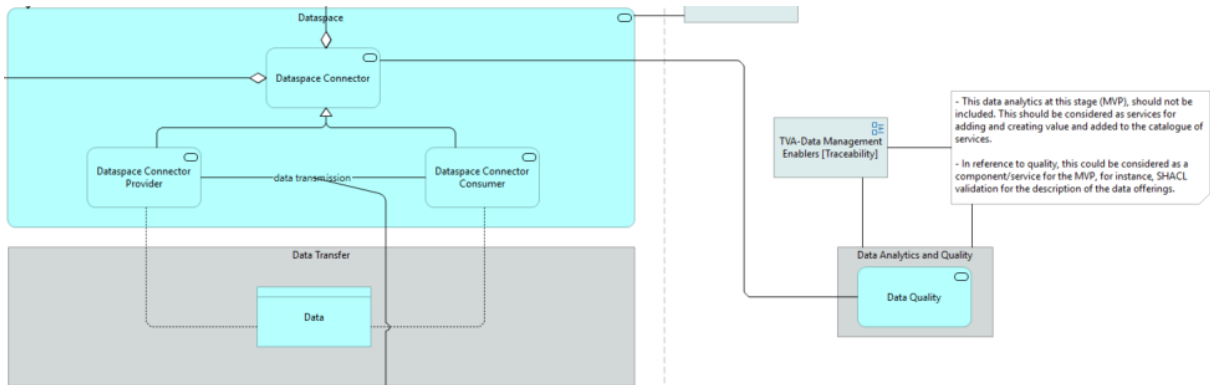 Dataspace
Dataspace Connector
Dataspace Connector
Provider
data transmission
Dataspace Connector
Consumer
Data Transfer
Data
TVA-Data Management
Enablers [Traceability]
- This data analytics at this stage (MVP), should not be
included. This should be considered as services for
adding and creating value and added to the catalogue of
services.
- In reference to quality, this could be considered as a
component/service for the MVP, for instance, SHACL
validation for the description of the data offerings.
Data Analytics and Quality
Data Quality